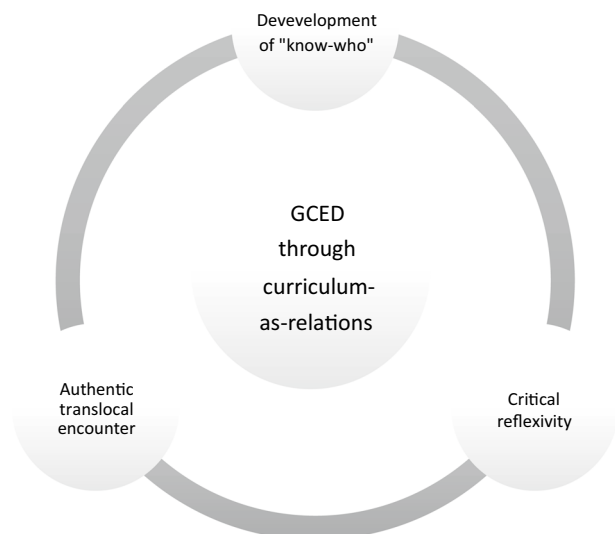 Devevelopment
of "know-who"
GCED
through
curriculum-
as-relations
Authentic
translocal
encounter
Critical
reflexivity